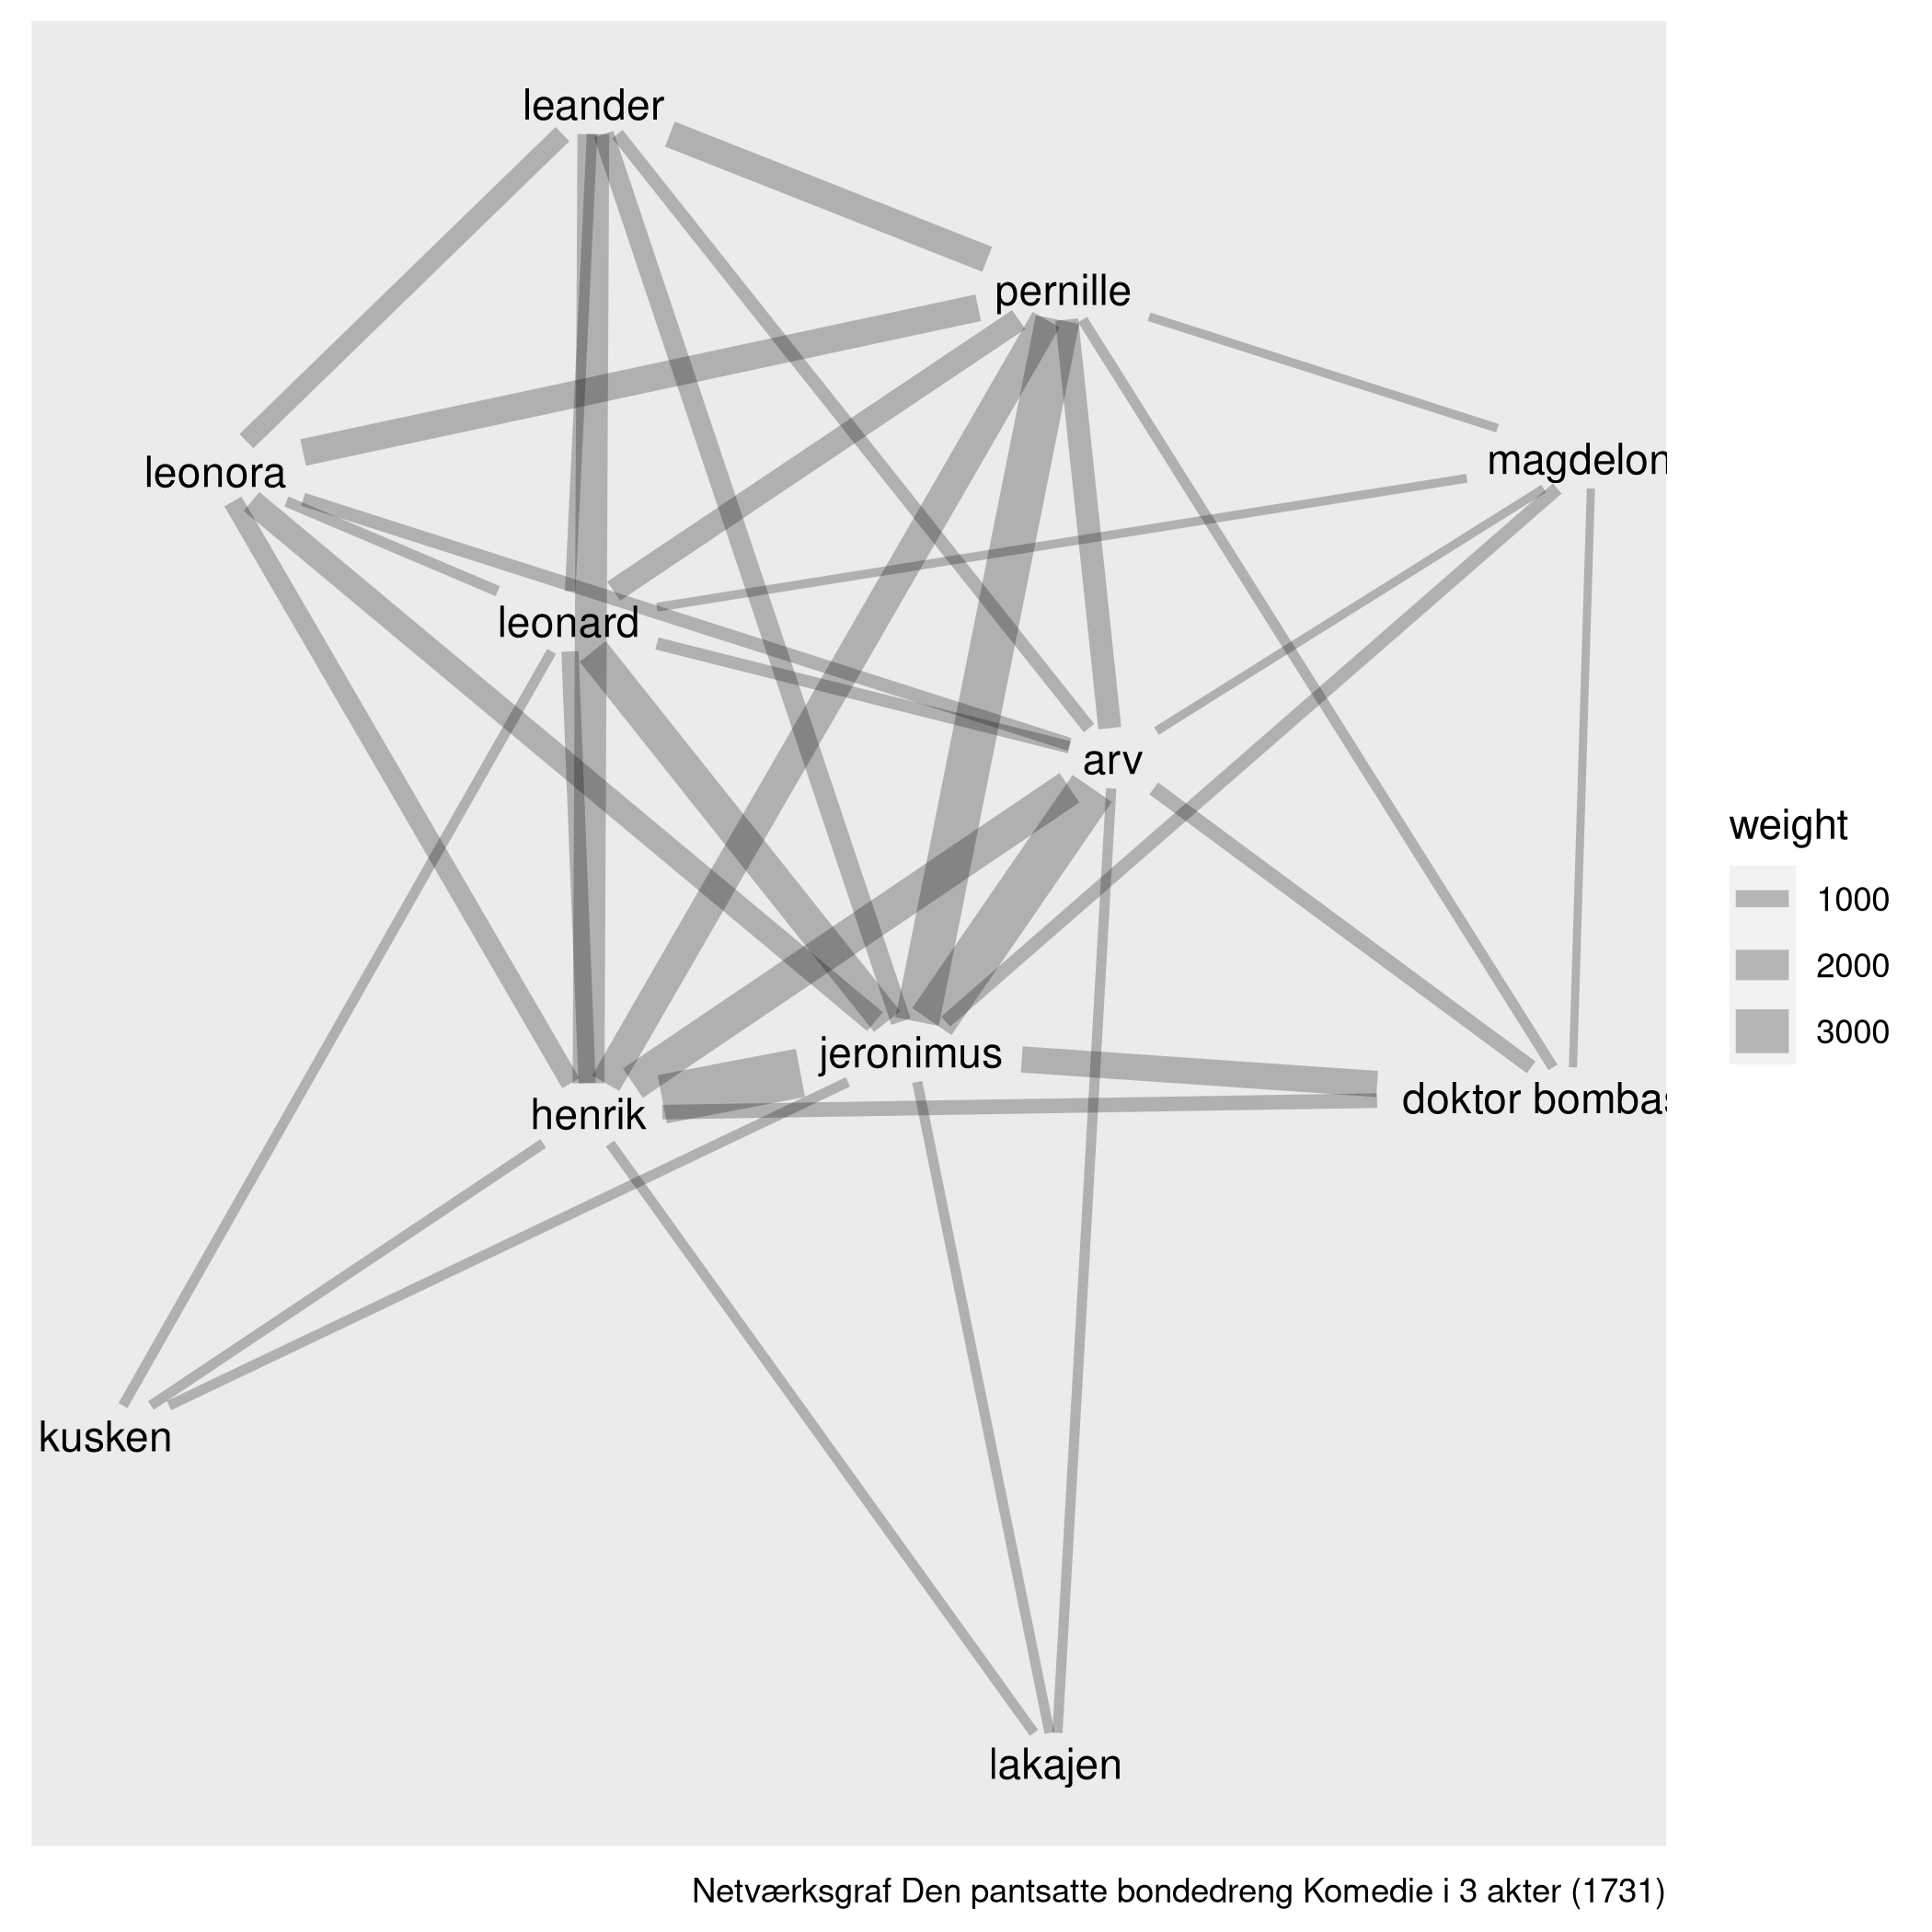 leander
pernille
magdelon
leonora
leonard
arv
weight
1000
2000
3000
jeronimus
doktor bombas
henrik
kusken
lakajen
Netværksgraf Den pantsatte bondedreng Komedie i 3 akter (1731)